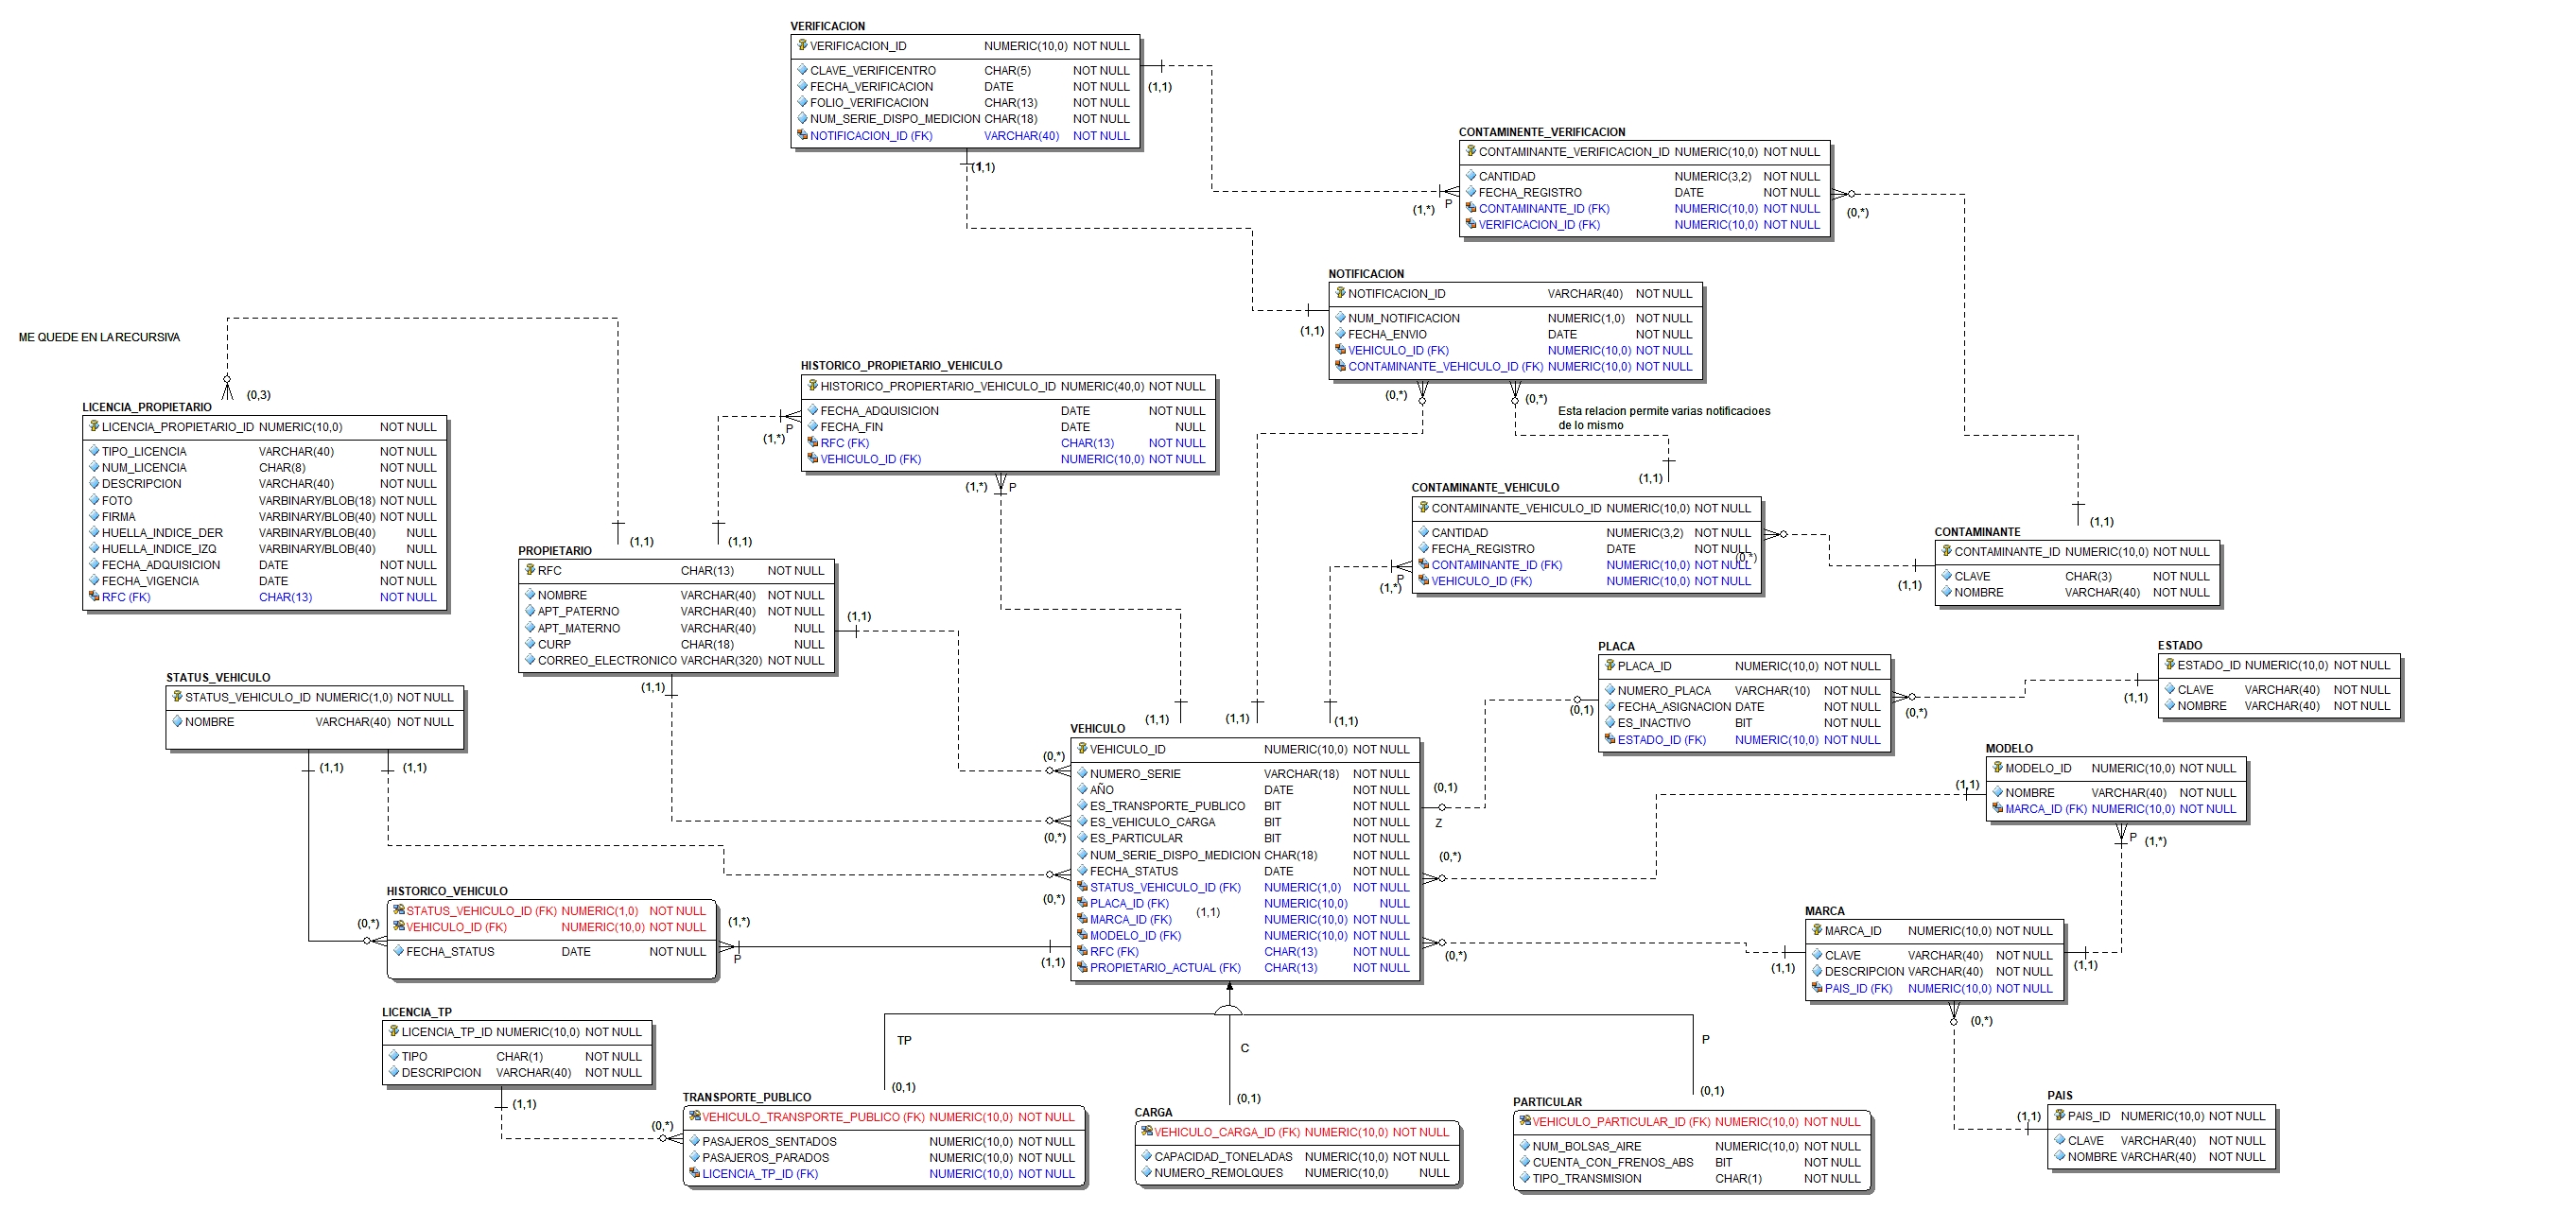 VERIFICACION
VERIFICACION_ID NUMERIC(10,0) NOT NULL
CLAVE_VERIFICENTRO CHAR(5) NOT NULL
FECHA_VERIFICACION DATE NOT NULL
FOLIO_VERIFICACION CHAR(13) NOT NULL
NUM_SERIE_DISPO_MEDICION CHAR(18) NOT NULL
NOTIFICACION_ID (FK) VARCHAR(40) NOT NULL
(1,1)
(1,1)
CONTAMINENTE_VERIFICACION
CONTAMINANTE_VERIFICACION_ID NUMERIC(10,0) NOT NULL
CANTIDAD NUMERIC(3,2) NOT NULL
FECHA_REGISTRO DATE NOT NULL
CONTAMINANTE_ID (FK) NUMERIC(10,0) NOT NULL
VERIFICACION_ID (FK) NUMERIC(10,0) NOT NULL
(1,*) P
(0,*)
NOTIFICACION
NOTIFICACION_ID VARCHAR(40) NOT NULL
NUM_NOTIFICACION NUMERIC(1,0) NOT NULL
FECHA_ENVIO DATE NOT NULL
VEHICULO_ID (FK) NUMERIC(10,0) NOT NULL
CONTAMINANTE_VEHICULO_ID (FK) NUMERIC(10,0) NOT NULL
(1,1)
(0,*)
(0,*)
Esta relacion permite varias notificacioes
de lo mismo
(1,1)
ME QUEDE EN LA RECURSIVA
(0,3)
LICENCIA_PROPIETARIO
LICENCIA_PROPIETARIO_ID NUMERIC(10,0) NOT NULL
TIPO_LICENCIA VARCHAR(40) NOT NULL
NUM_LICENCIA CHAR(8) NOT NULL
DESCRIPCION VARCHAR(40) NOT NULL
FOTO VARBINARY/BLOB(18) NOT NULL
FIRMA VARBINARY/BLOB(40) NOT NULL
HUELLA_INDICE_DER VARBINARY/BLOB(40) NULL
HUELLA_INDICE_IZQ VARBINARY/BLOB(40) NULL
FECHA_ADQUISICION DATE NOT NULL
FECHA_VIGENCIA DATE NOT NULL
RFC (FK) CHAR(13) NOT NULL
HISTORICO_PROPIETARIO_VEHICULO
HISTORICO_PROPIERTARIO_VEHICULO_ID NUMERIC(40,0) NOT NULL
FECHA_ADQUISICION DATE NOT NULL
FECHA_FIN DATE NULL
RFC (FK) CHAR(13) NOT NULL
VEHICULO_ID (FK) NUMERIC(10,0) NOT NULL
(1,*) P
(1,*) P
(1,1)
(1,1)
PROPIETARIO
RFC CHAR(13) NOT NULL
NOMBRE VARCHAR(40) NOT NULL
APT_PATERNO VARCHAR(40) NOT NULL
APT_MATERNO VARCHAR(40) NULL
CURP CHAR(18) NULL
CORREO_ELECTRONICO VARCHAR(320) NOT NULL
(1,1)
(1,1)
CONTAMINANTE_VEHICULO
CONTAMINANTE_VEHICULO_ID NUMERIC(10,0) NOT NULL
CANTIDAD NUMERIC(3,2) NOT NULL
FECHA_REGISTRO DATE NOT NULL
CONTAMINANTE_ID (FK) NUMERIC(10,0) NOT NULL
VEHICULO_ID (FK) NUMERIC(10,0) NOT NULL
(0,*)
(1,*) P
(1,1)
CONTAMINANTE
CONTAMINANTE_ID NUMERIC(10,0) NOT NULL
CLAVE CHAR(3) NOT NULL
NOMBRE VARCHAR(40) NOT NULL
(1,1)
STATUS_VEHICULO
STATUS_VEHICULO_ID NUMERIC(1,0) NOT NULL
NOMBRE VARCHAR(40) NOT NULL
(1,1)
(1,1)
PLACA
PLACA_ID NUMERIC(10,0) NOT NULL
NUMERO_PLACA VARCHAR(10) NOT NULL
FECHA_ASIGNACION DATE NOT NULL
ES_INACTIVO BIT NOT NULL
ESTADO_ID (FK) NUMERIC(10,0) NOT NULL
(0,1)
(0,*)
ESTADO
ESTADO_ID NUMERIC(10,0) NOT NULL
CLAVE VARCHAR(40) NOT NULL
NOMBRE VARCHAR(40) NOT NULL
(1,1)
(1,1)
(1,1)
(1,1)
VEHICULO
VEHICULO_ID NUMERIC(10,0) NOT NULL
NUMERO_SERIE VARCHAR(18) NOT NULL
AÑO DATE NOT NULL
ES_TRANSPORTE_PUBLICO BIT NOT NULL
ES_VEHICULO_CARGA BIT NOT NULL
ES_PARTICULAR BIT NOT NULL
NUM_SERIE_DISPO_MEDICION CHAR(18) NOT NULL
FECHA_STATUS DATE NOT NULL
STATUS_VEHICULO_ID (FK) NUMERIC(1,0) NOT NULL
PLACA_ID (FK) NUMERIC(10,0) NULL
(1,1)
MARCA_ID (FK) NUMERIC(10,0) NOT NULL
MODELO_ID (FK) NUMERIC(10,0) NOT NULL
RFC (FK) CHAR(13) NOT NULL
PROPIETARIO_ACTUAL (FK) CHAR(13) NOT NULL
(0,*)
(0,*)
(0,*)
(1,1)
(0,1)
Z
(0,*)
(0,*)
MODELO
MODELO_ID NUMERIC(10,0) NOT NULL
NOMBRE VARCHAR(40) NOT NULL
MARCA_ID (FK) NUMERIC(10,0) NOT NULL
(1,1)
P (1,*)
HISTORICO_VEHICULO
STATUS_VEHICULO_ID (FK) NUMERIC(1,0) NOT NULL
VEHICULO_ID (FK) NUMERIC(10,0) NOT NULL
FECHA_STATUS DATE NOT NULL
(0,*)
(1,*)
P
MARCA
MARCA_ID NUMERIC(10,0) NOT NULL
CLAVE VARCHAR(40) NOT NULL
DESCRIPCION VARCHAR(40) NOT NULL
PAIS_ID (FK) NUMERIC(10,0) NOT NULL
(1,1)
(1,1)
(0,*)
LICENCIA_TP
LICENCIA_TP_ID NUMERIC(10,0) NOT NULL
TIPO CHAR(1) NOT NULL
DESCRIPCION VARCHAR(40) NOT NULL
(1,1)
(0,*)
TP
C
P
(0,1)
(0,1)
(0,1)
TRANSPORTE_PUBLICO
VEHICULO_TRANSPORTE_PUBLICO (FK) NUMERIC(10,0) NOT NULL
PASAJEROS_SENTADOS NUMERIC(10,0) NOT NULL
PASAJEROS_PARADOS NUMERIC(10,0) NOT NULL
LICENCIA_TP_ID (FK) NUMERIC(10,0) NOT NULL
CARGA
VEHICULO_CARGA_ID (FK) NUMERIC(10,0) NOT NULL
CAPACIDAD_TONELADAS NUMERIC(10,0) NOT NULL
NUMERO_REMOLQUES NUMERIC(10,0) NULL
PARTICULAR
VEHICULO_PARTICULAR_ID (FK) NUMERIC(10,0) NOT NULL
NUM_BOLSAS_AIRE NUMERIC(10,0) NOT NULL
CUENTA_CON_FRENOS_ABS BIT NOT NULL
TIPO_TRANSMISION CHAR(1) NOT NULL
PAIS
PAIS_ID NUMERIC(10,0) NOT NULL
CLAVE VARCHAR(40) NOT NULL
NOMBRE VARCHAR(40) NOT NULL
(1,1)